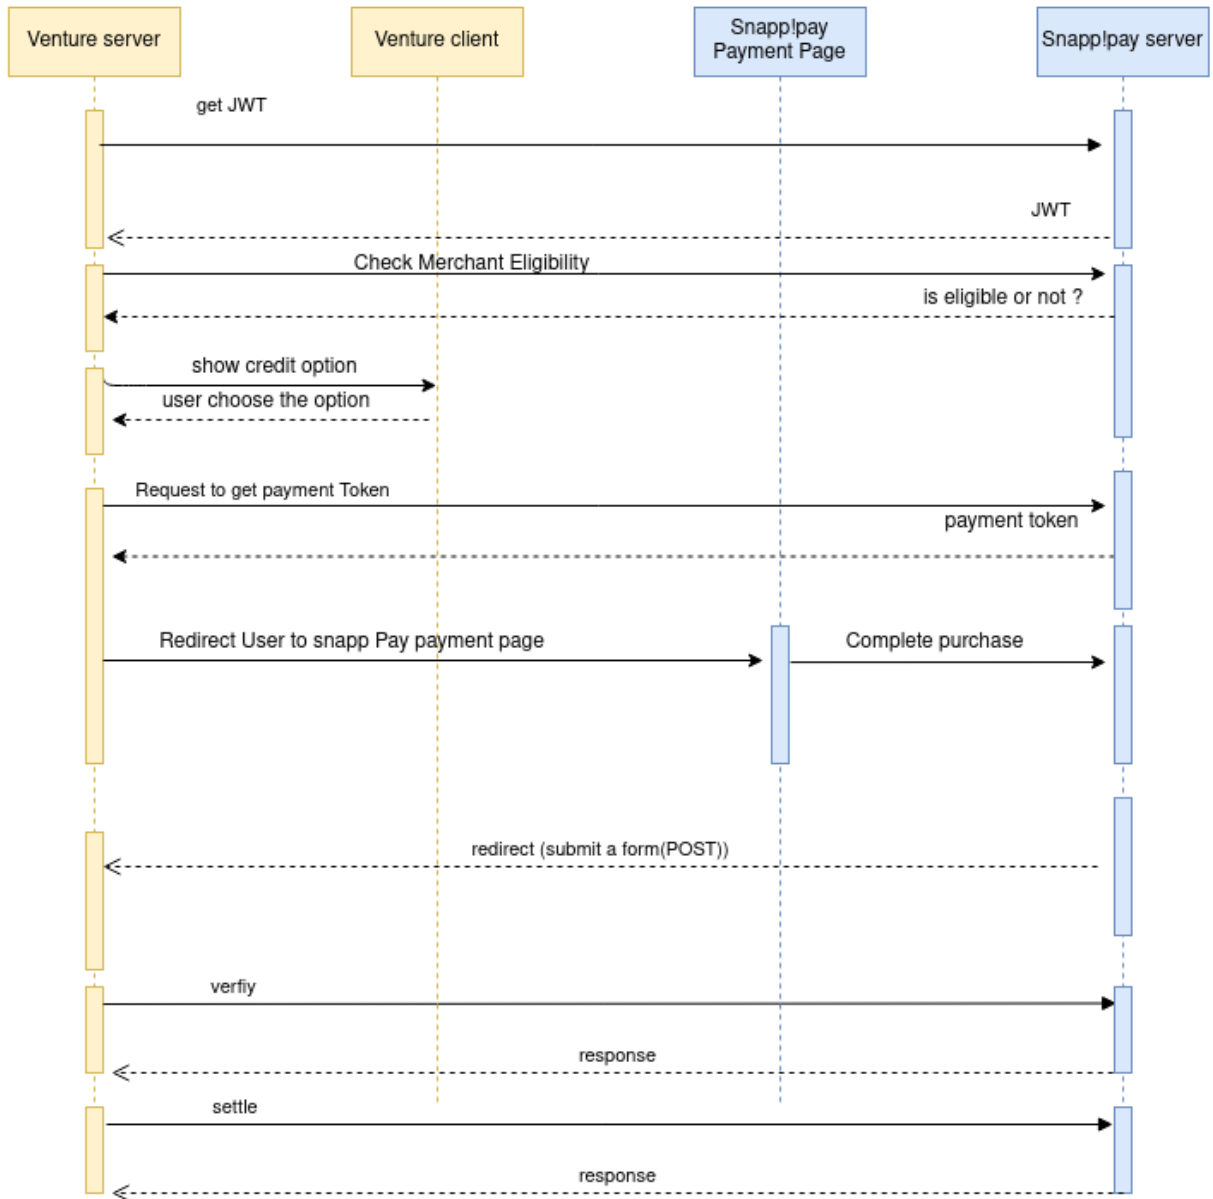 Venture server
Venture client
Snapp!pay
Payment Page
Snapp!pay server
get JWT
JWT
Check Merchant Eligibility
is eligible or not ?
show credit option
user choose the option
Request to get payment Token
payment token
Redirect User to snapp Pay payment page
Complete purchase
redirect (submit a form(POST))
verfiy
response
settle
response